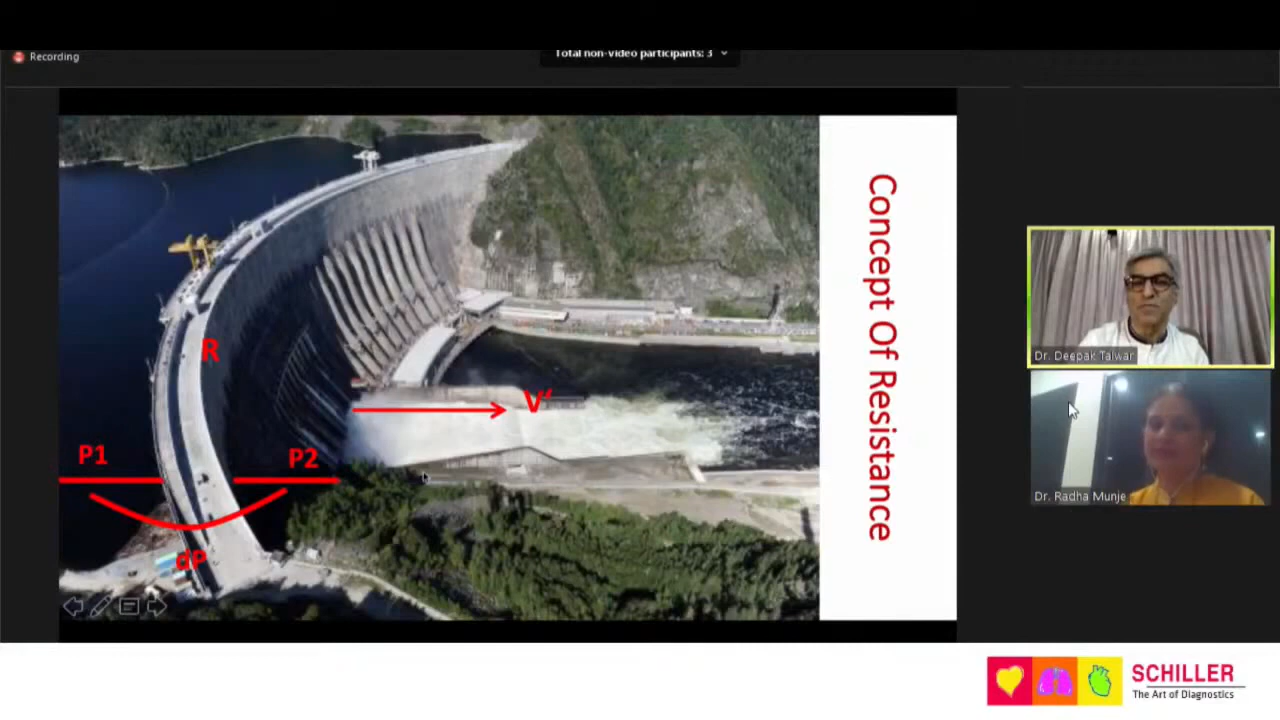 Recording
Total non-video participants: 3
Concept Of Resistance
R
V'
P1
P2
dP
Dr. Deepak Talwar
Dr. Radha Munje
SCHILLER
The Art of Diagnostics